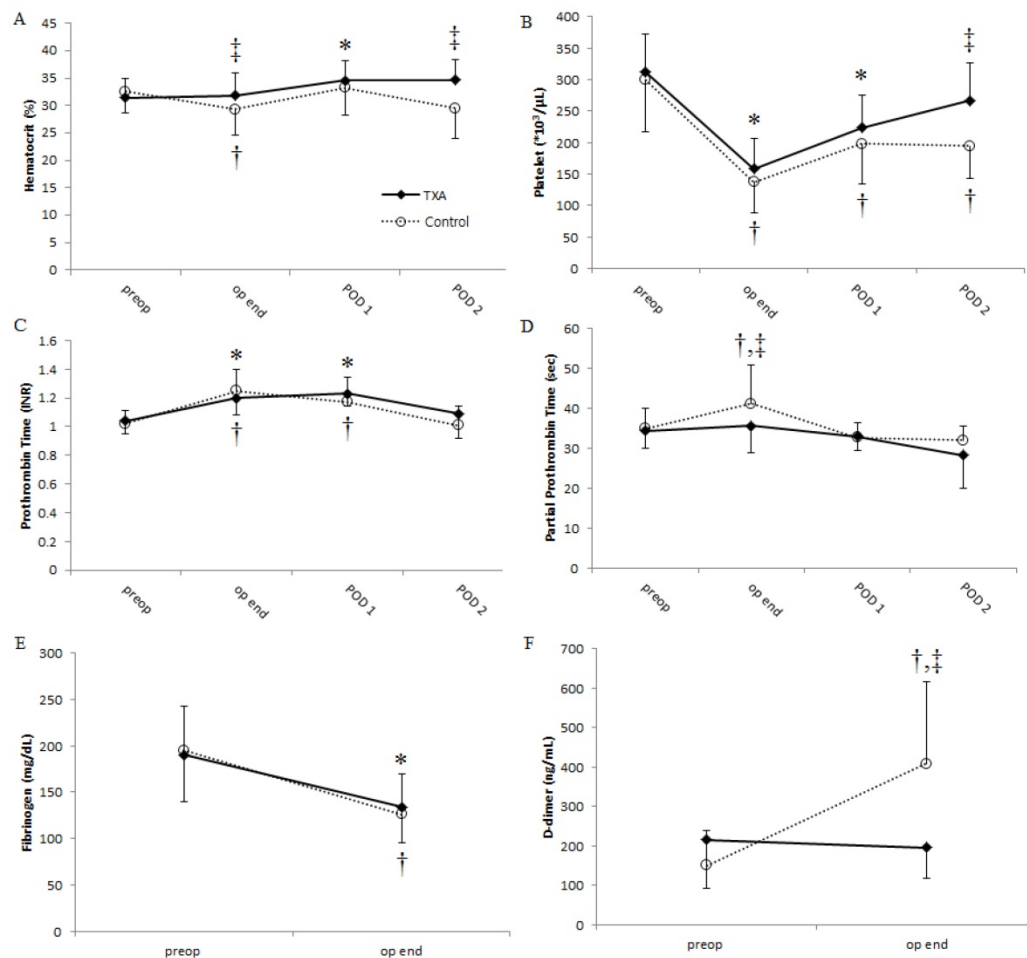 A
Hematocrit (%)
45
40
35
30
25
20
15
10
5
0
‡
*
‡
†
TXA
Control
preop
op end
POD 1
POD 2
B
Platelet (*10³/µL)
400
350
300
250
200
150
100
50
0
*
*
‡
†
†
†
preop
op end
POD 1
POD 2
C
Prothrombin Time (INR)
1.6
1.4
1.2
1
0.8
0.6
0.4
0.2
0
*
*
†
†
preop
op end
POD 1
POD 2
D
Partial Prothrombin Time (sec)
60
50
40
30
20
10
0
†,‡
preop
op end
POD 1
POD 2
E
Fibrinogen (mg/dL)
300
250
200
150
100
50
0
*
†
preop
op end
F
D-dimer (ng/mL)
700
600
500
400
300
200
100
0
†,‡
preop
op end